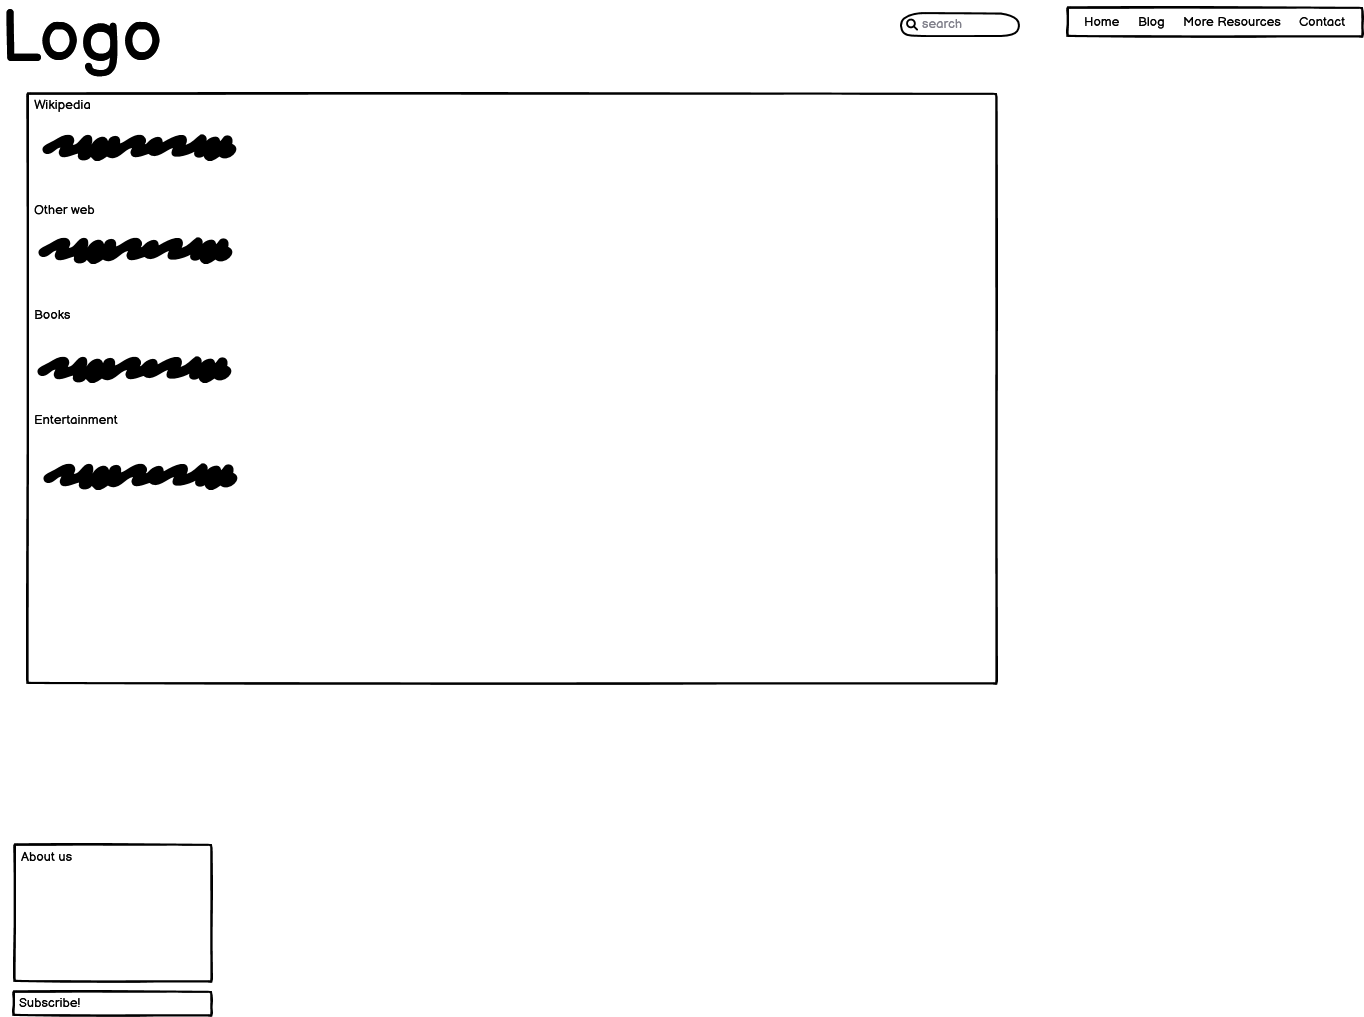 Logo
search
Home Blog More Resources Contact
Wikipedia
Other web
Books
Entertainment
About us
Subscribe!